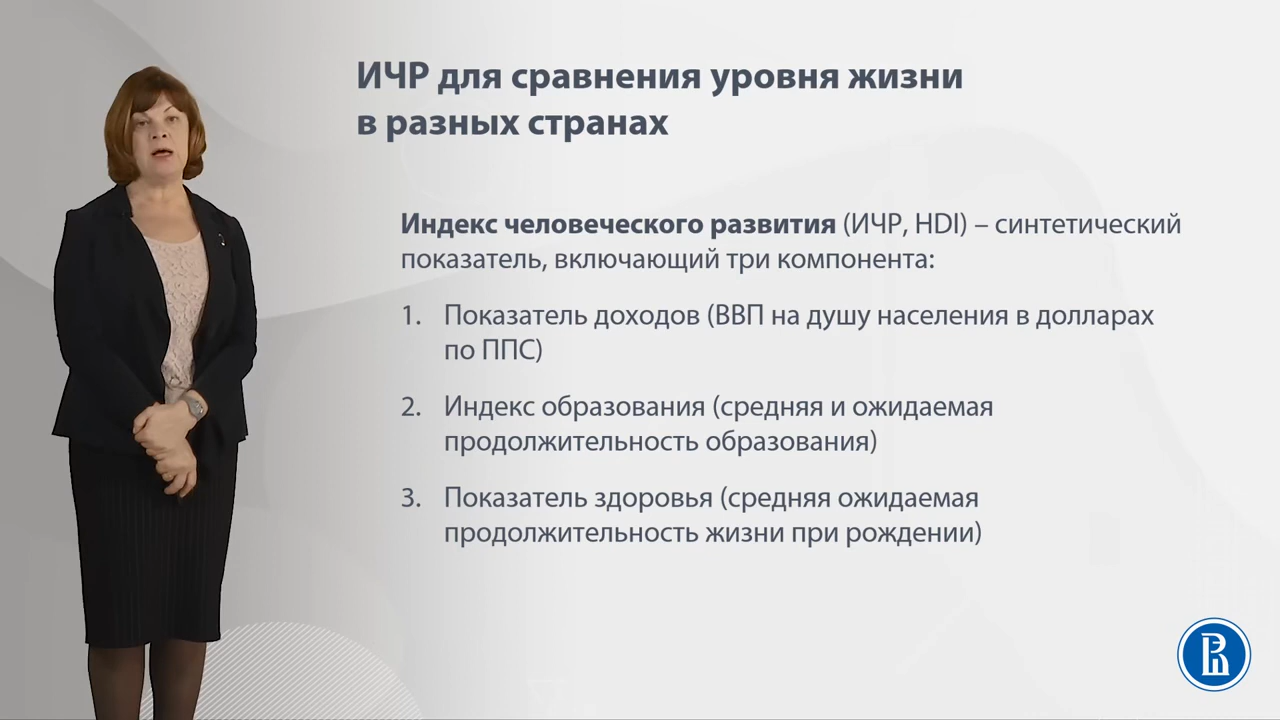 ИЧР для сравнения уровня жизни
в разных странах
Индекс человеческого развития (ИЧР, HDI) – синтетический
показатель, включающий три компонента:
1. Показатель доходов (ВВП на душу населения в долларах
по ППС)
2. Индекс образования (средняя и ожидаемая
продолжительность образования)
3. Показатель здоровья (средняя ожидаемая
продолжительность жизни при рождении)